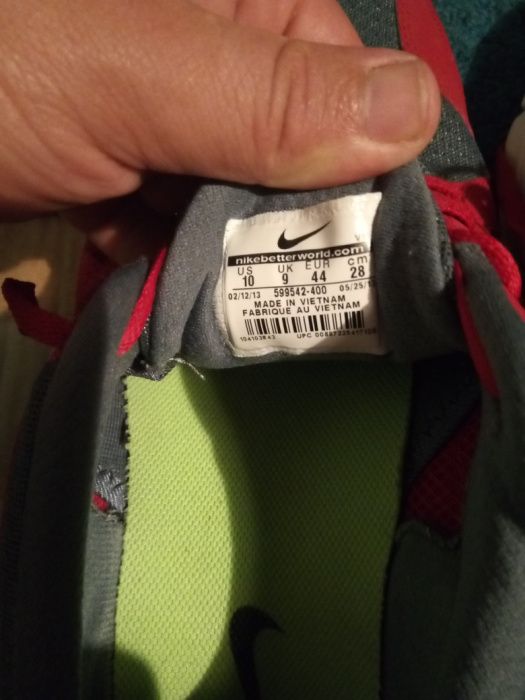 nikebetterworld.com
US UK EUR cm
10 9 44 28
02/12/13 599542-400
MADE IN VIETNAM
FABRIQUE AU VIETNAM